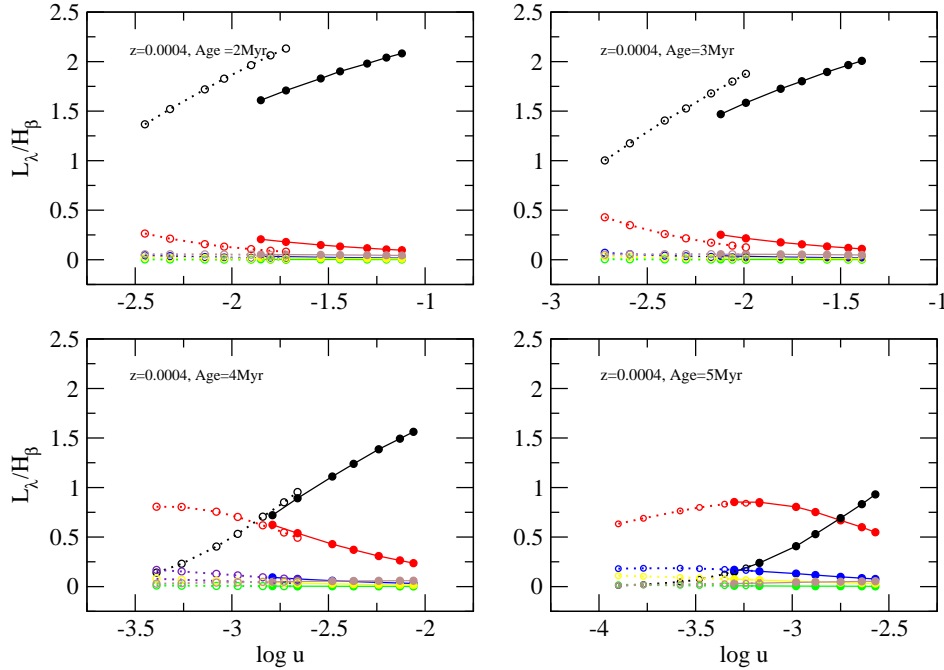 2.5
2
1.5
1
0.5
0
L_λ/H_β
z=0.0004, Age =2Myr
-2.5 -2 -1.5 -1
z=0.0004, Age=3Myr
2.5
2
1.5
1
0.5
0
-3 -2.5 -2 -1.5 -1
2.5
2
1.5
1
0.5
0
L_λ/H_β
z=0.0004, Age=4Myr
-3.5 -3 -2.5 -2
log u
z=0.0004, Age=5Myr
2.5
2
1.5
1
0.5
0
-4 -3.5 -3 -2.5
log u